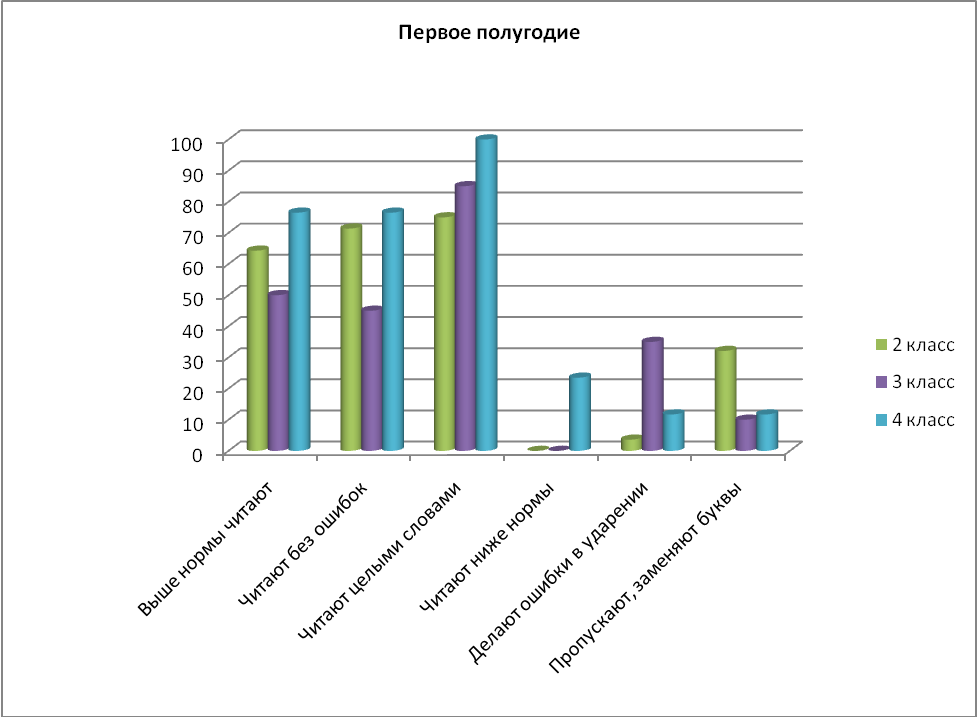 Первое полугодие
100
90
80
70
60
50
40
30
20
10
0
Выше нормы читают
Читают без ошибок
Читают целыми словами
Читают ниже нормы
Делают ошибки в ударении
Пропускают, заменяют буквы
2 класс
3 класс
4 класс